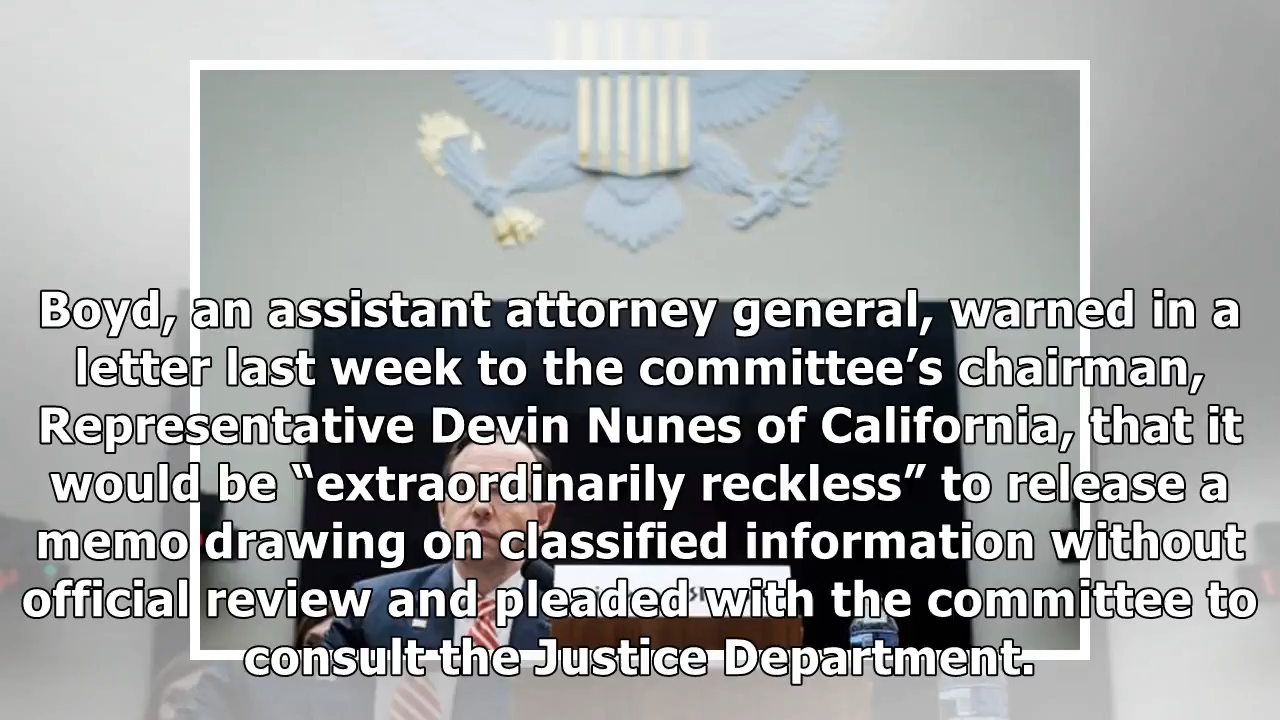 Boyd, an assistant attorney general, warned in a
letter last week to the committee’s chairman,
Representative Devin Nunes of California, that it
would be “extraordinarily reckless” to release a
memo drawing on classified information without
official review and pleaded with the committee to
consult the Justice Department.